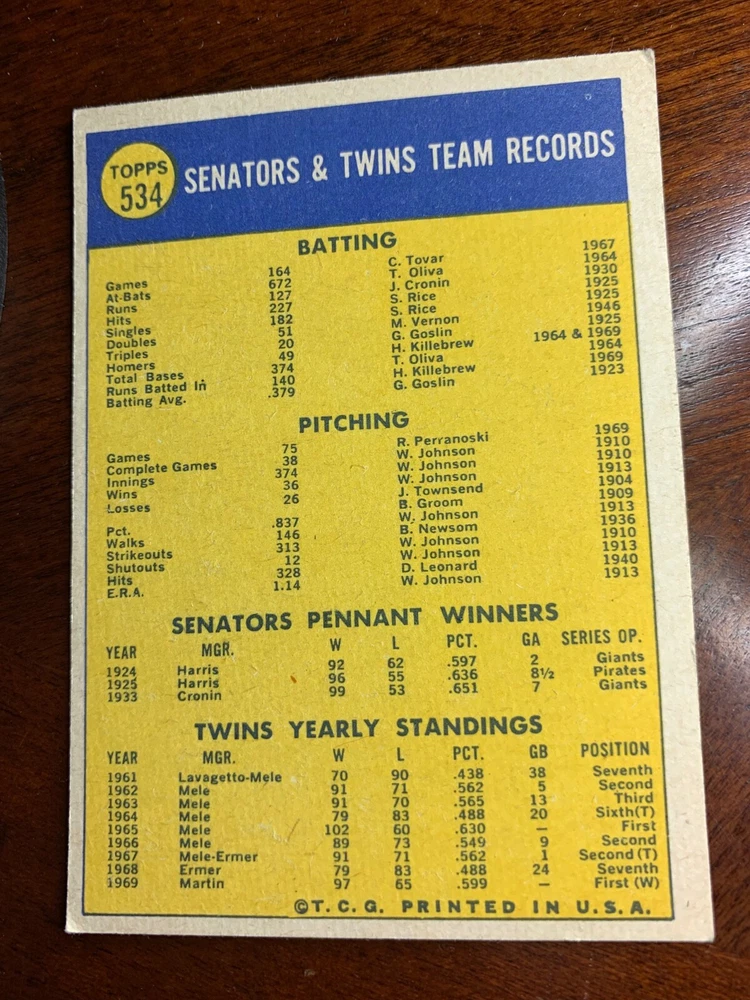 TOPPS
534
SENATORS & TWINS TEAM RECORDS
BATTING
Games 164 C. Tovar 1967
At-Bats 672 T. Oliva 1964
Runs 127 J. Cronin 1930
Hits 227 S. Rice 1925
Singles 182 S. Rice 1925
Doubles 51 M. Vernon 1946
Triples 20 G. Goslin 1925
Homers 49 H. Killebrew 1964 & 1969
Total Bases 374 T. Oliva 1964
Runs Batted In 140 H. Killebrew 1969
Batting Avg. .379 G. Goslin 1923
PITCHING
Games 75 R. Perranoski 1969
Complete Games 38 W. Johnson 1910
Innings 374 W. Johnson 1910
Wins 36 W. Johnson 1913
Losses 26 J. Townsend 1904
B. Groom 1909
Pct. .837 W. Johnson 1913
Walks 146 B. Newsom 1936
Strikeouts 313 W. Johnson 1910
Shutouts 12 W. Johnson 1913
Hits 328 D. Leonard 1940
E.R.A. 1.14 W. Johnson 1913
SENATORS PENNANT WINNERS
YEAR MGR. W L PCT. GA SERIES OP.
1924 Harris 92 62 .597 2 Giants
1925 Harris 96 55 .636 8½ Pirates
1933 Cronin 99 53 .651 7 Giants
TWINS YEARLY STANDINGS
YEAR MGR. W L PCT. GB POSITION
1961 Lavagetto-Mele 70 90 .438 38 Seventh
1962 Mele 91 71 .562 5 Second
1963 Mele 91 70 .565 13 Third
1964 Mele 79 83 .488 20 Sixth(T)
1965 Mele 102 60 .630 — First
1966 Mele 89 73 .549 9 Second
1967 Mele-Ermer 91 71 .562 1 Second (T)
1968 Ermer 79 83 .488 24 Seventh
1969 Martin 97 65 .599 — First (W)
©T.C.G. PRINTED IN U.S.A.